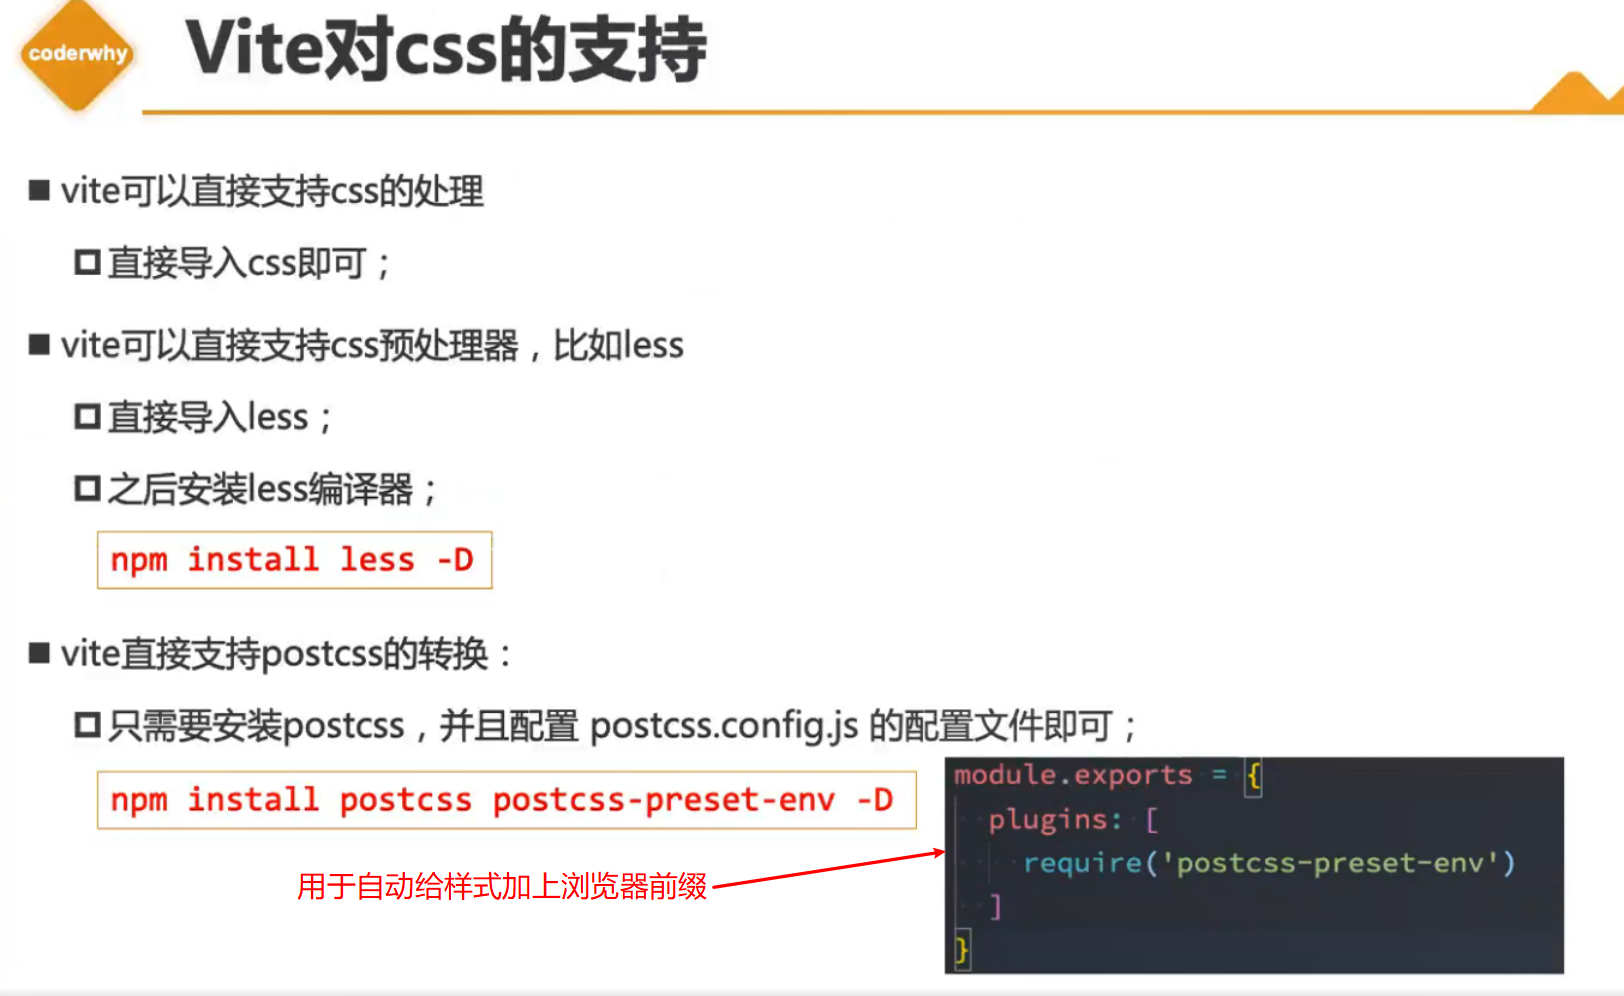 coderwhy
Vite对css的支持
vite可以直接支持css的处理
直接导入css即可；
vite可以直接支持css预处理器，比如less
直接导入less；
之后安装less编译器；
npm install less -D
vite直接支持postcss的转换：
只需要安装postcss，并且配置 postcss.config.js 的配置文件即可；
npm install postcss postcss-preset-env -D
用于自动给样式加上浏览器前缀
module.exports = {
plugins: [
require('postcss-preset-env')
]
}